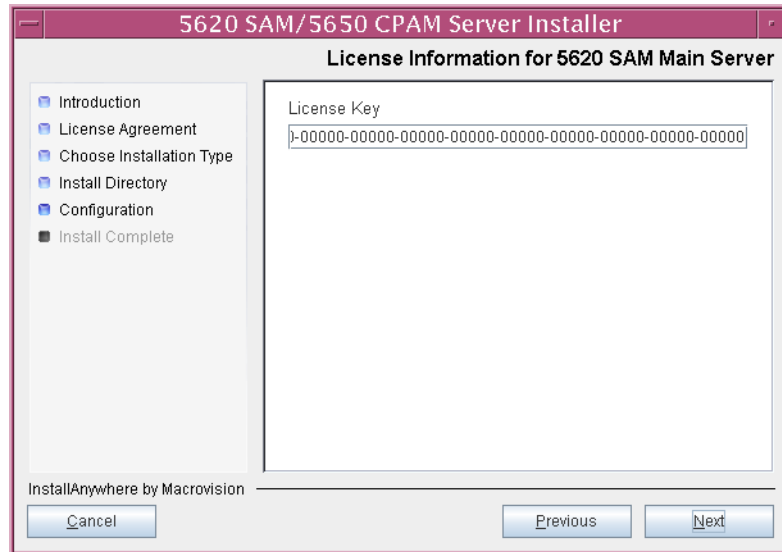 5620 SAM/5650 CPAM Server Installer
License Information for 5620 SAM Main Server
Introduction
License Agreement
Choose Installation Type
Install Directory
Configuration
Install Complete
License Key
)-00000-00000-00000-00000-00000-00000-00000-00000-00000
InstallAnywhere by Macrovision
Cancel
Previous
Next